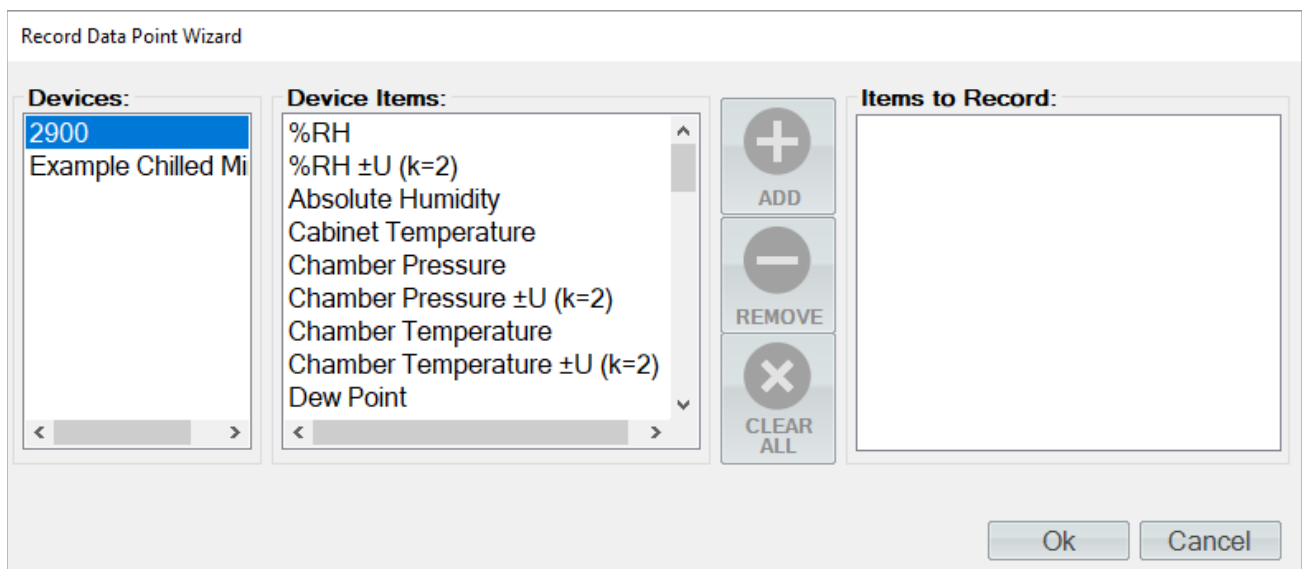 Record Data Point Wizard
Devices:
2900
Example Chilled Mi
Device Items:
%RH
%RH ±U (k=2)
Absolute Humidity
Cabinet Temperature
Chamber Pressure
Chamber Pressure ±U (k=2)
Chamber Temperature
Chamber Temperature ±U (k=2)
Dew Point
ADD
REMOVE
CLEAR
ALL
Items to Record:
Ok
Cancel